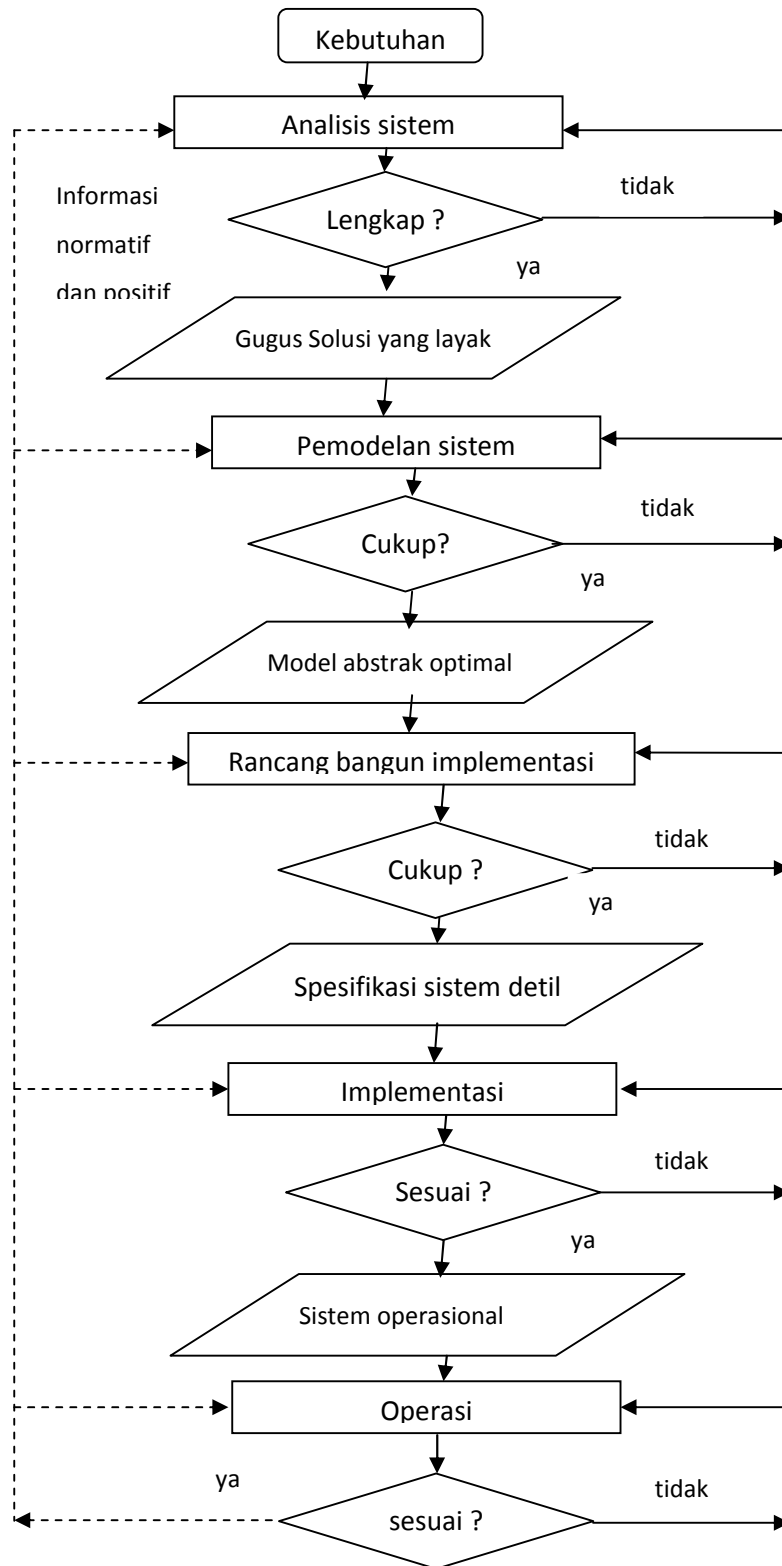 Kebutuhan
Analisis sistem
tidak
Informasi
normatif
dan positif
Lengkap ?
ya
Gugus Solusi yang layak
Pemodelan sistem
tidak
Cukup?
ya
Model abstrak optimal
Rancang bangun implementasi
tidak
Cukup ?
ya
Spesifikasi sistem detil
Implementasi
tidak
Sesuai ?
ya
Sistem operasional
Operasi
ya
tidak
sesuai ?